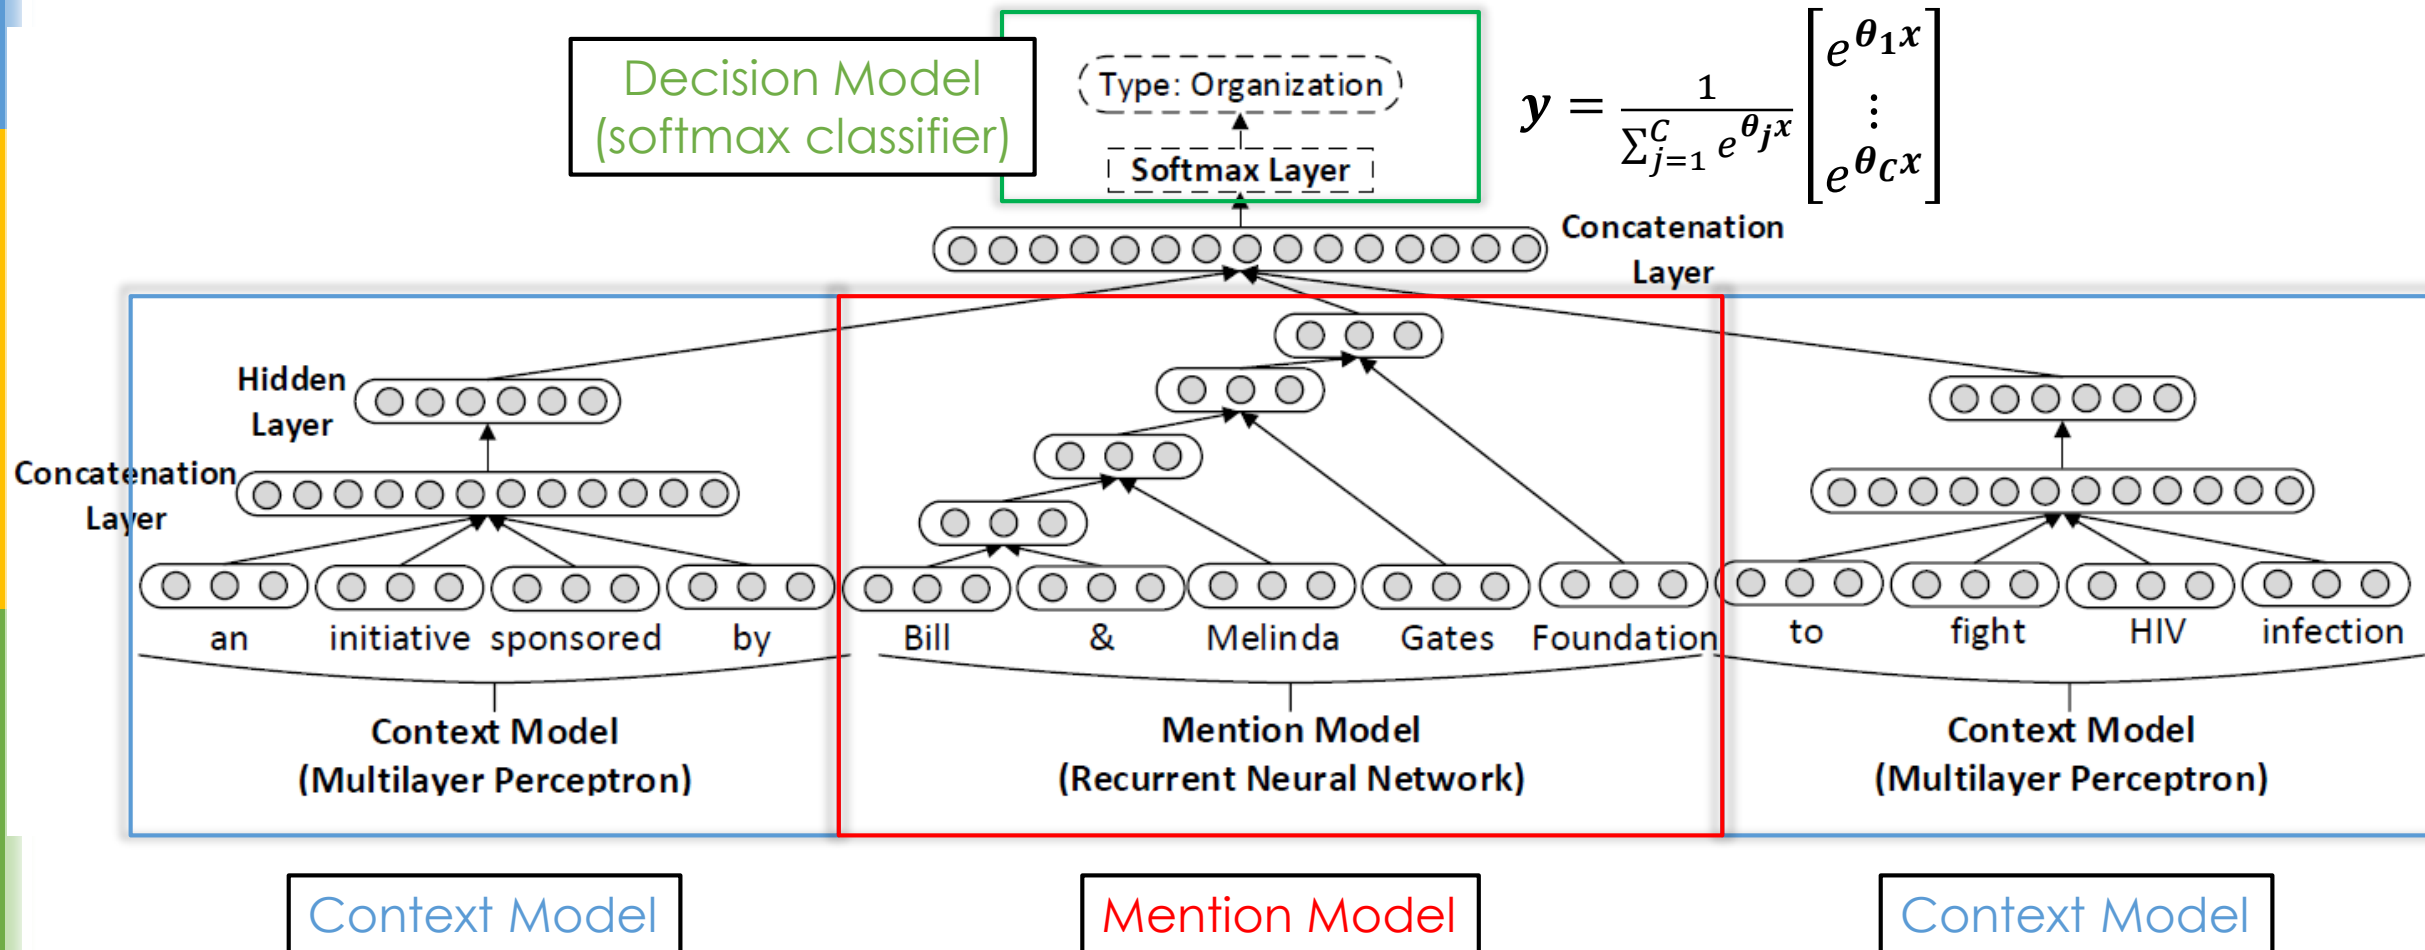 Decision Model
(softmax classifier)
Type: Organization
Softmax Layer
y = 1 / ∑_{j=1}^{C} e^{θ_j x} [e^{θ_1 x} ⋮ e^{θ_C x}]
Concatenation
Layer
Hidden
Layer
Concatenation
Layer
an initiative sponsored by Bill & Melinda Gates Foundation to fight HIV infection
Context Model
(Multilayer Perceptron)
Mention Model
(Recurrent Neural Network)
Context Model
(Multilayer Perceptron)
Context Model
Mention Model
Context Model